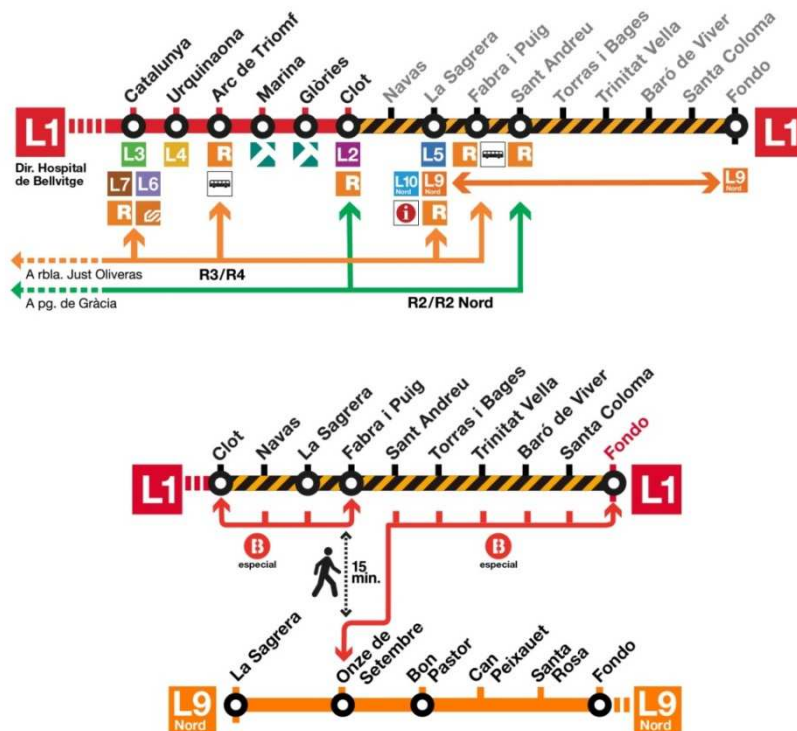 Catalunya
Urquinaona
Arc de Triomf
Marina
Glòries
Clot
Navas
La Sagrera
Fabra i Puig
Sant Andreu
Torras i Bages
Trinitat Vella
Baró de Viver
Santa Coloma
Fondo
L1
L1
Dir. Hospital
de Bellvitge
L3
L4
R
L2
L5
R
R
L7
L6
R
L10
Nord
L9
Nord
L9
Nord
R
i
R
A rbla. Just Oliveras
R3/R4
A pg. de Gràcia
R2/R2 Nord
Clot
Navas
La Sagrera
Fabra i Puig
Sant Andreu
Torras i Bages
Trinitat Vella
Baró de Viver
Santa Coloma
Fondo
L1
L1
B
especial
15
min.
B
especial
La Sagrera
Onze de
Setembre
Bon
Pastor
Can
Peixauet
Santa
Rosa
Fondo
L9
Nord
L9
Nord